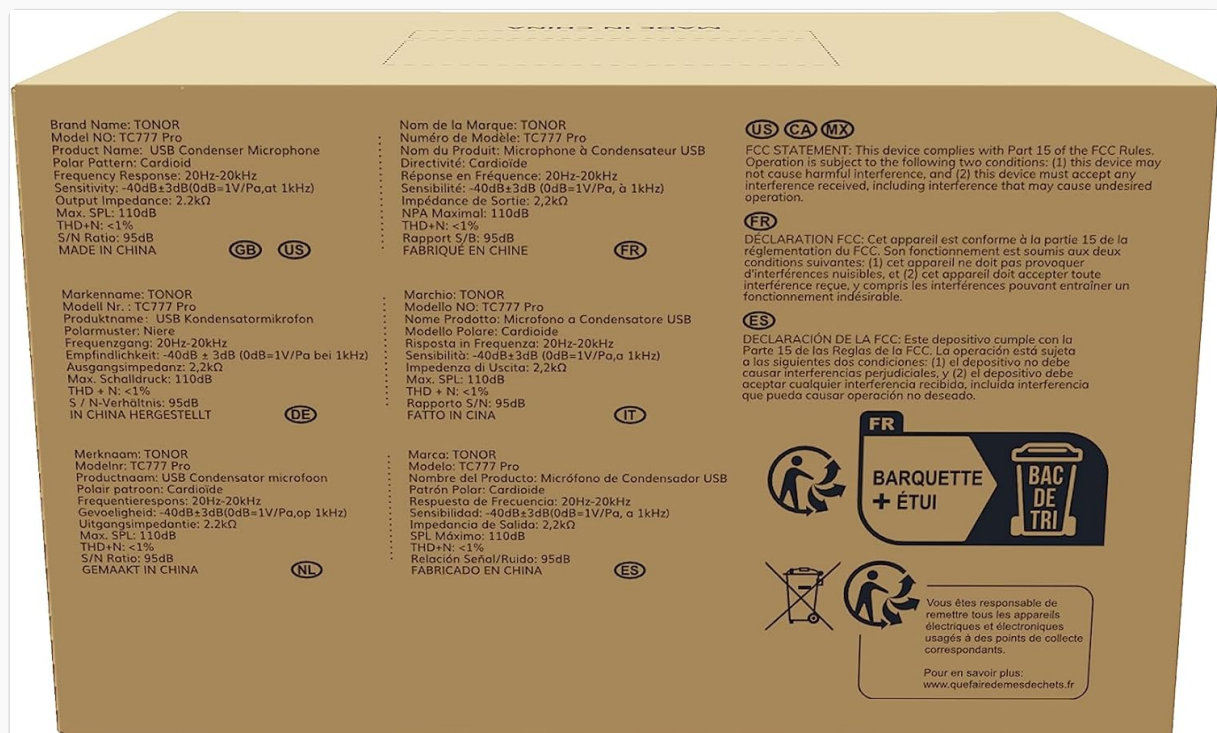 MADE IN CHINA
Brand Name: TONOR
Model NO: TC777 Pro
Product Name: USB Condenser Microphone
Polar Pattern: Cardioid
Frequency Response: 20Hz-20kHz
Sensitivity: -40dB±3dB(0dB=1V/Pa,at 1kHz)
Output Impedance: 2.2kΩ
Max. SPL: 110dB
THD+N: <1%
S/N Ratio: 95dB
MADE IN CHINA GB US
Nom de la Marque: TONOR
Numéro de Modèle: TC777 Pro
Nom du Produit: Microphone à Condensateur USB
Directivité: Cardioïde
Réponse en Fréquence: 20Hz-20kHz
Sensibilité: -40dB±3dB (0dB=1V/Pa, à 1kHz)
Impédance de Sortie: 2,2kΩ
NPA Maximal: 110dB
THD+N: <1%
Rapport S/B: 95dB
FABRIQUÉ EN CHINE FR
Markenname: TONOR
Modell Nr. : TC777 Pro
Produktname: USB Kondensatormikrofon
Polarmuster: Niere
Frequenzgang: 20Hz-20kHz
Empfindlichkeit: -40dB ± 3dB (0dB=1V/Pa bei 1kHz)
Ausgangsimpedanz: 2,2kΩ
Max. Schalldruck: 110dB
THD + N: <1%
S / N-Verhältnis: 95dB
IN CHINA HERGESTELLT DE
Marchio: TONOR
Modello NO: TC777 Pro
Nome Prodotto: Microfono a Condensatore USB
Modello Polare: Cardioide
Risposta in Frequenza: 20Hz-20kHz
Sensibilità: -40dB±3dB (0dB=1V/Pa,a 1kHz)
Impedenza di Uscita: 2,2kΩ
Max. SPL: 110dB
THD + N: <1%
Rapporto S/N: 95dB
FATTO IN CINA IT
Merknaam: TONOR
Modelnr: TC777 Pro
Productnaam: USB Condensator microfoon
Polair patroon: Cardioïde
Frequentierespons: 20Hz-20kHz
Gevoeligheid: -40dB±3dB(0dB=1V/Pa,op 1kHz)
Uitgangsimpedantie: 2.2kΩ
Max. SPL: 110dB
THD+N: <1%
S/N Ratio: 95dB
GEMAAKT IN CHINA NL
Marca: TONOR
Modelo: TC777 Pro
Nombre del Producto: Micrófono de Condensador USB
Patrón Polar: Cardioide
Respuesta de Frecuencia: 20Hz-20kHz
Sensibilidad: -40dB±3dB(0dB=1V/Pa, a 1kHz)
Impedancia de Salida: 2,2kΩ
SPL Máximo: 110dB
THD+N: <1%
Relación Señal/Ruido: 95dB
FABRICADO EN CHINA ES
US CA MX
FCC STATEMENT: This device complies with Part 15 of the FCC Rules.
Operation is subject to the following two conditions: (1) this device may
not cause harmful interference, and (2) this device must accept any
interference received, including interference that may cause undesired
operation.
FR
DÉCLARATION FCC: Cet appareil est conforme à la partie 15 de la
réglementation du FCC. Son fonctionnement est soumis aux deux
conditions suivantes: (1) cet appareil ne doit pas provoquer
d'interférences nuisibles, et (2) cet appareil doit accepter toute
interférence reçue, y compris les interférences pouvant entraîner un
fonctionnement indésirable.
ES
DECLARACIÓN DE LA FCC: Este depositivo cumple con la
Parte 15 de las Reglas de la FCC. La operación está sujeta
a las siguientes dos condiciones: (1) el depositivo no debe
causar interferencias perjudiciales, y (2) el depositivo debe
aceptar cualquier interferencia recibida, incluida interferencia
que pueda causar operación no deseado.
FR
BARQUETTE
+ ÉTUI
BAC
DE
TRI
Vous êtes responsable de
remettre tous les appareils
électriques et électroniques
usagés à des points de collecte
correspondants.
Pour en savoir plus:
www.quefairedemesdechets.fr